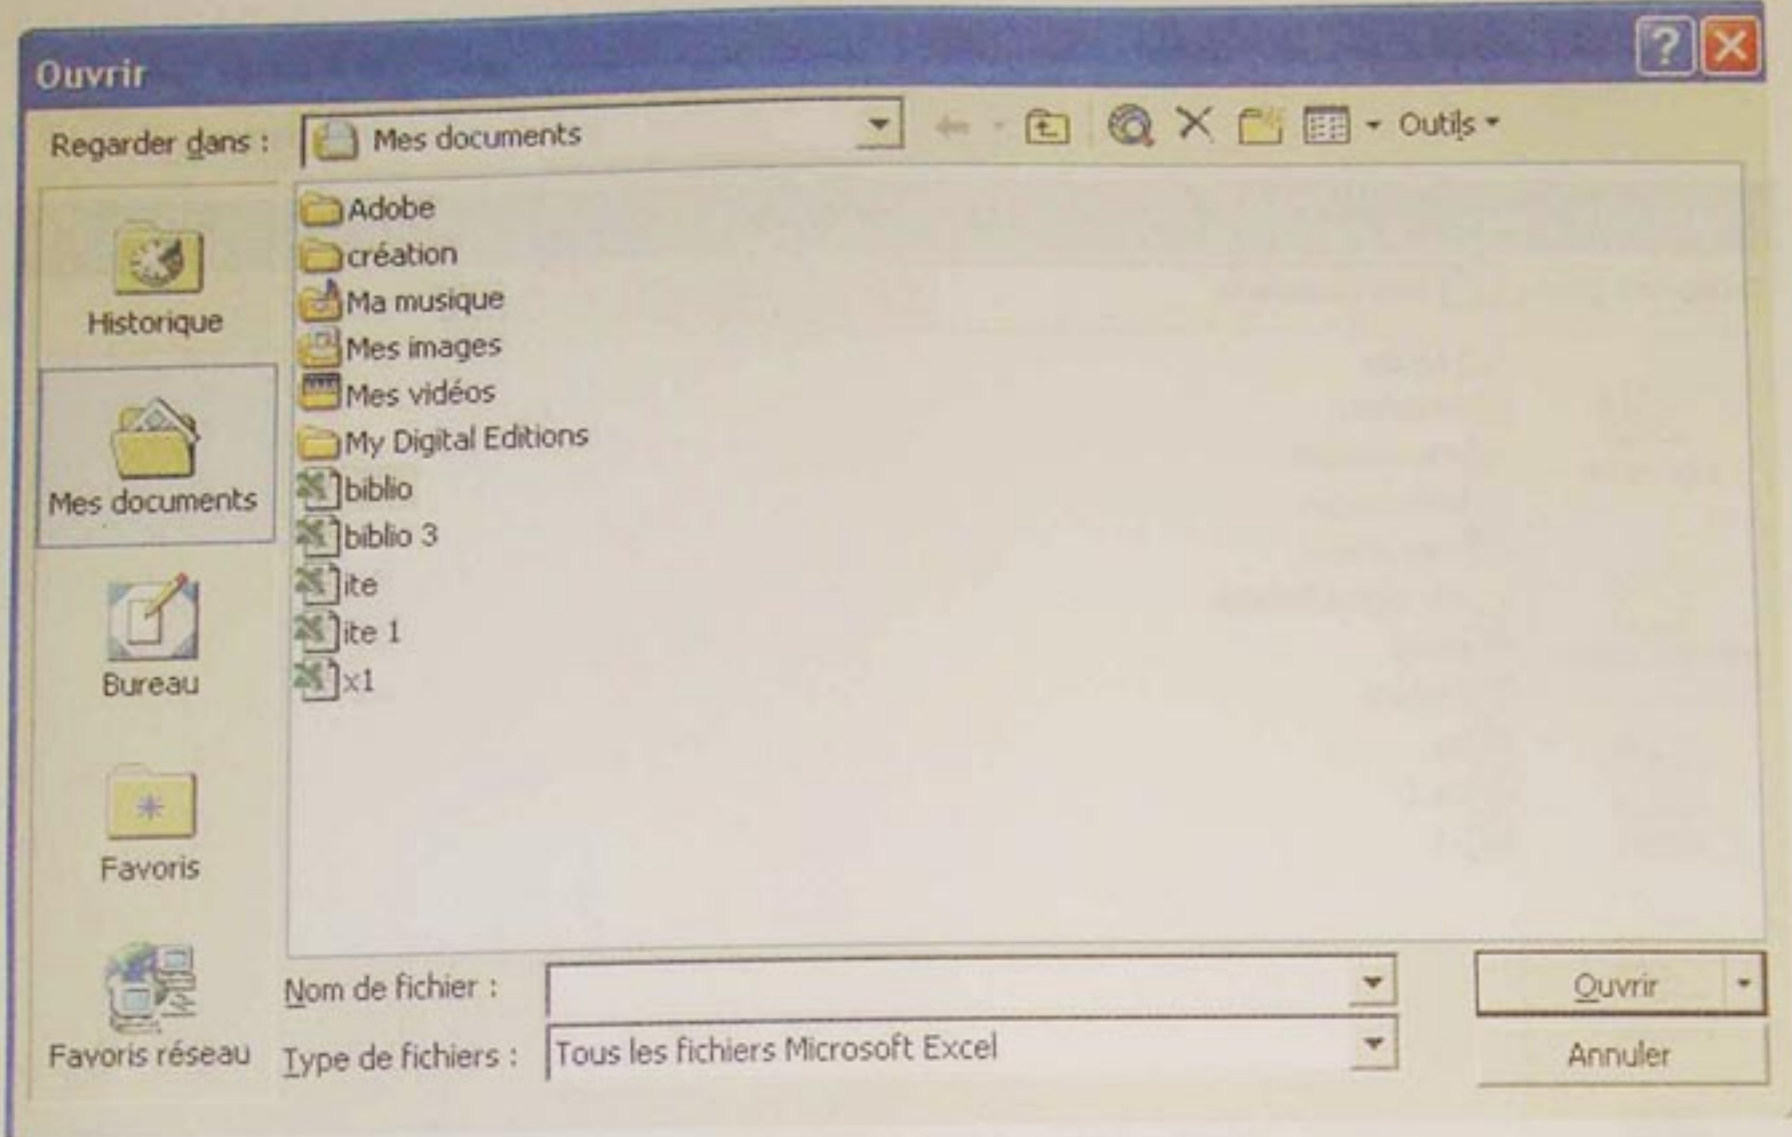 Ouvrir
Regarder dans : Mes documents Outils
Historique
Mes documents
Bureau
Favoris
Favoris réseau
Adobe
création
Ma musique
Mes images
Mes vidéos
My Digital Editions
biblio
biblio 3
ite
ite 1
x1
Nom de fichier : Ouvrir
Type de fichiers : Tous les fichiers Microsoft Excel Annuler